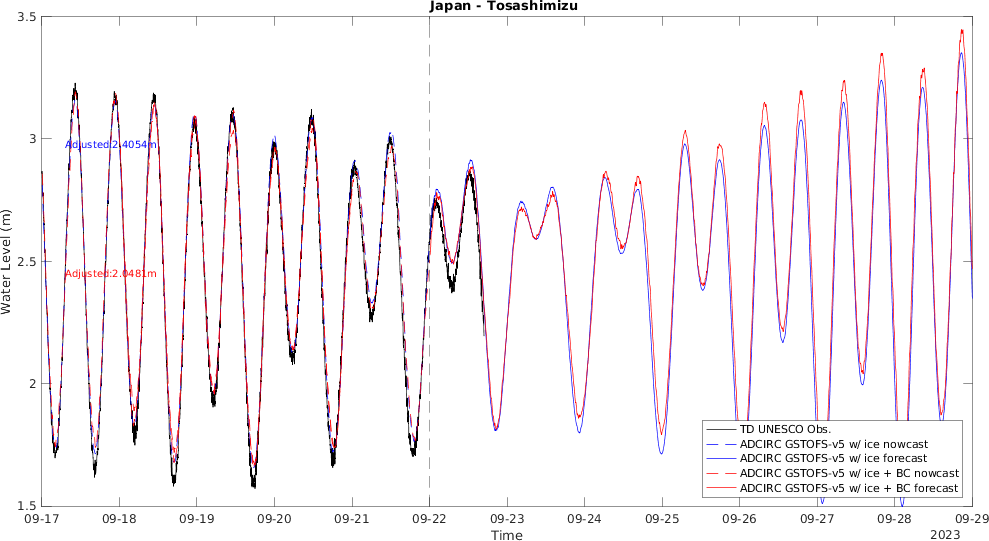 Japan - Tosashimizu
3.5
3
2.5
2
1.5
Water Level (m)
Adjusted:2.4054m
Adjusted:2.0481m
TD UNESCO Obs.
ADCIRC GSTOFS-v5 w/ ice nowcast
ADCIRC GSTOFS-v5 w/ ice forecast
ADCIRC GSTOFS-v5 w/ ice + BC nowcast
ADCIRC GSTOFS-v5 w/ ice + BC forecast
09-17 09-18 09-19 09-20 09-21 09-22 09-23 09-24 09-25 09-26 09-27 09-28 09-29
Time
2023